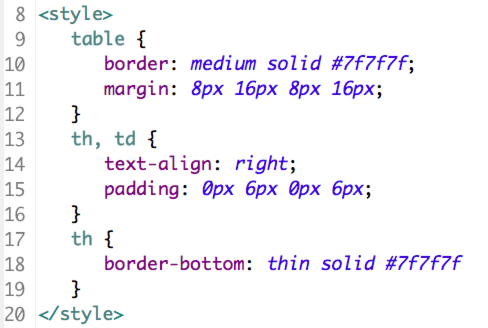 8 <style>
9 table {
10 border: medium solid #7f7f7f;
11 margin: 8px 16px 8px 16px;
12 }
13 th, td {
14 text-align: right;
15 padding: 0px 6px 0px 6px;
16 }
17 th {
18 border-bottom: thin solid #7f7f7f
19 }
20 </style>